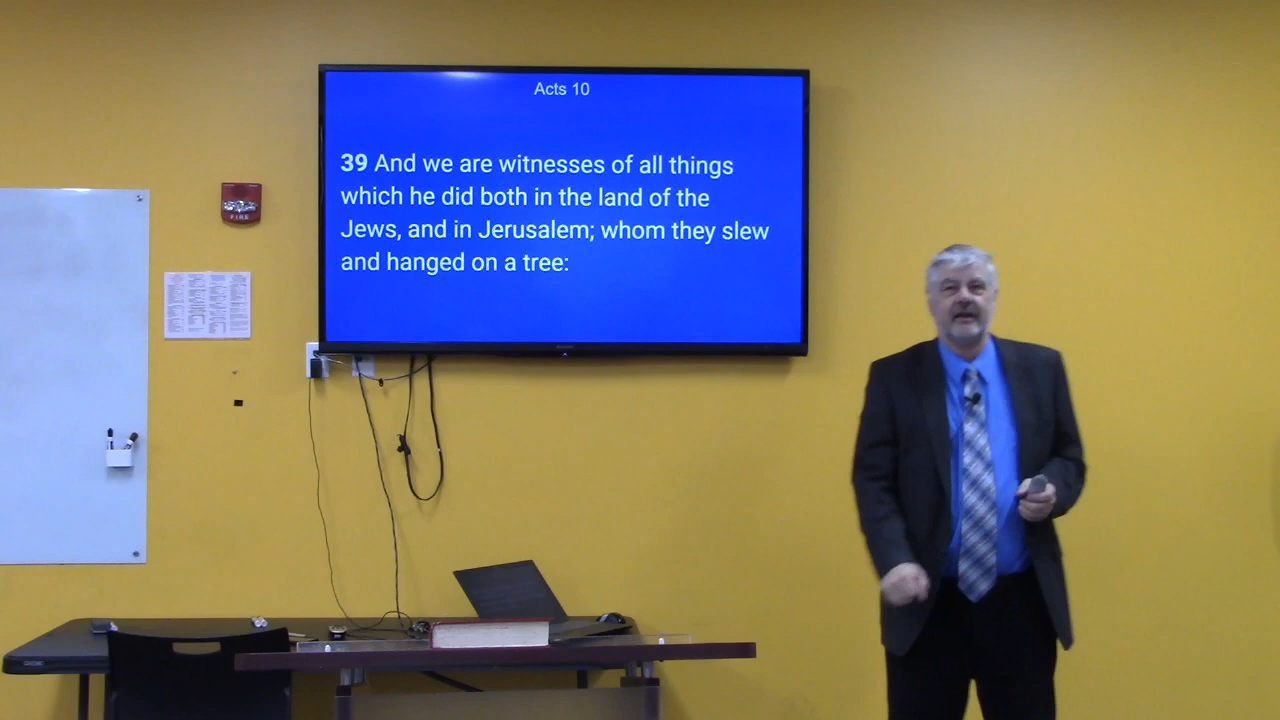 Acts 10
39 And we are witnesses of all things
which he did both in the land of the
Jews, and in Jerusalem; whom they slew
and hanged on a tree:
FIRE